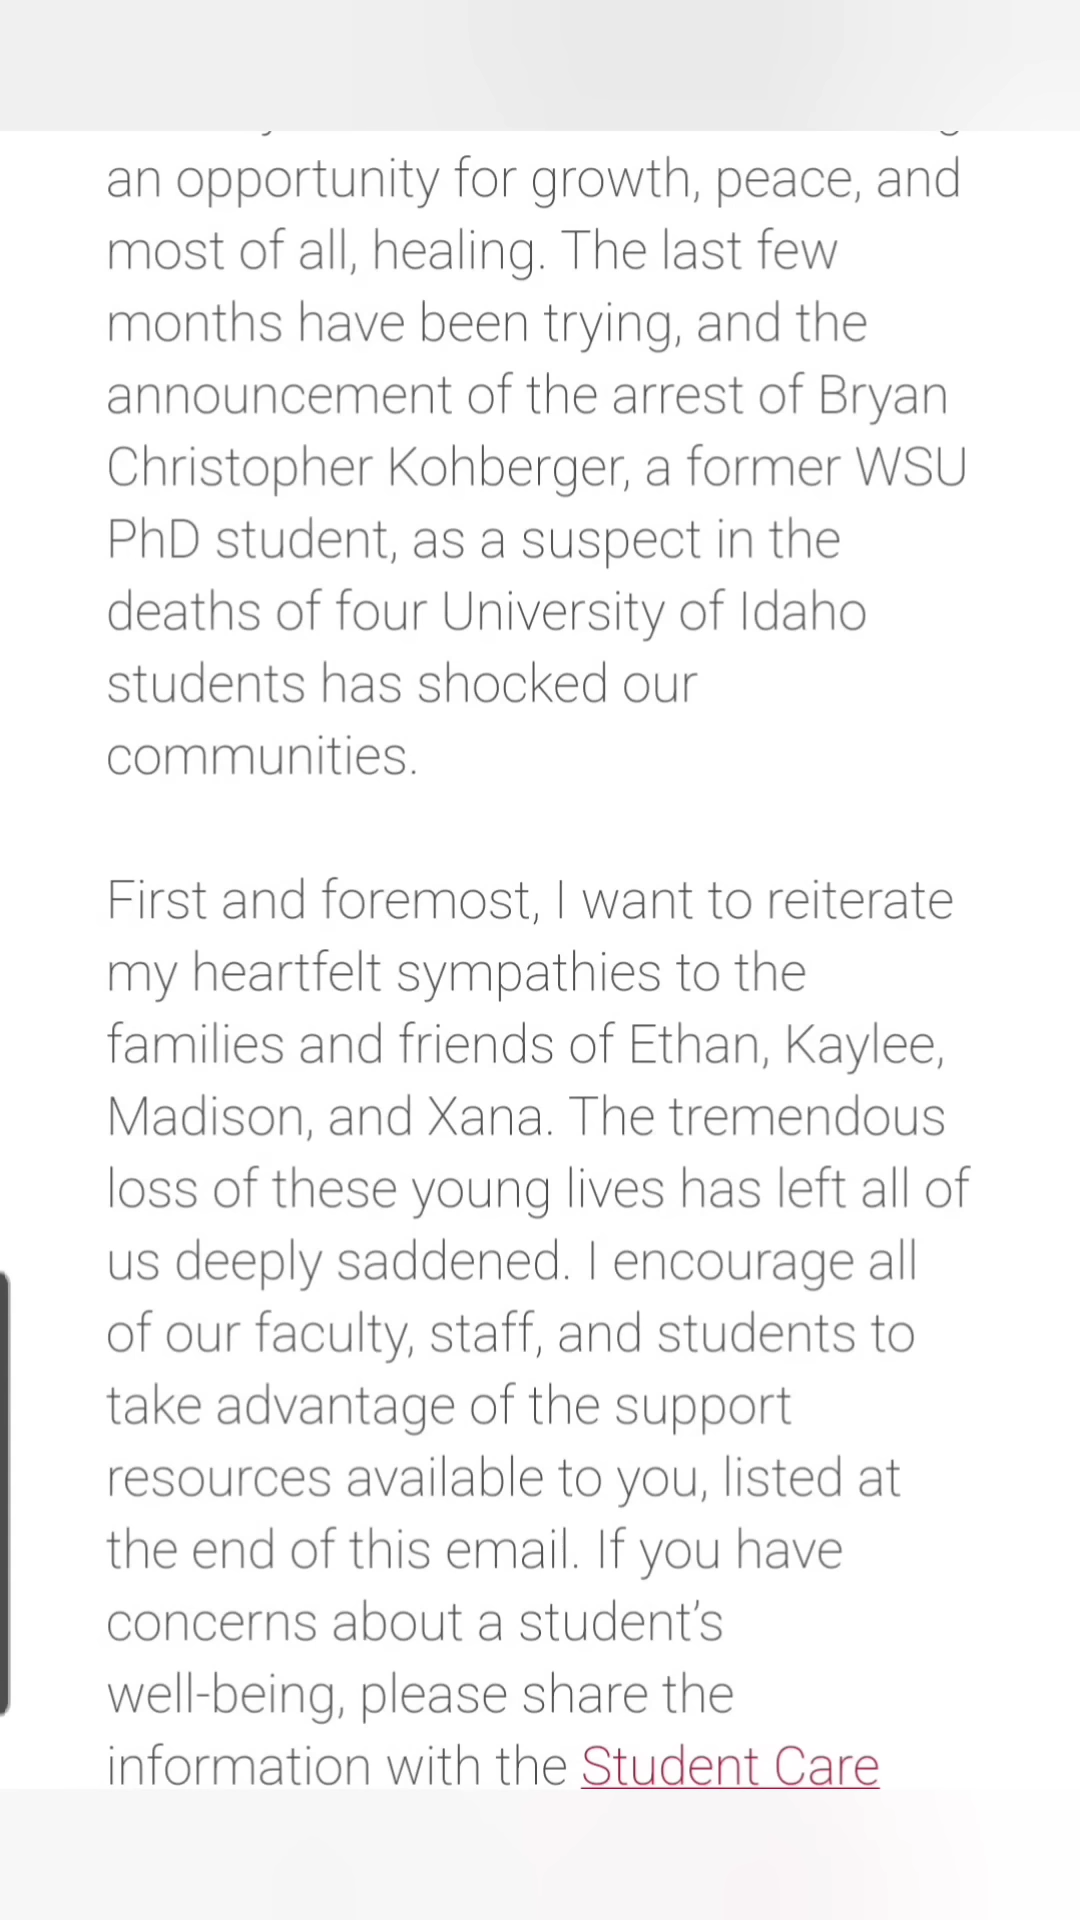 an opportunity for growth, peace, and
most of all, healing. The last few
months have been trying, and the
announcement of the arrest of Bryan
Christopher Kohberger, a former WSU
PhD student, as a suspect in the
deaths of four University of Idaho
students has shocked our
communities.
First and foremost, I want to reiterate
my heartfelt sympathies to the
families and friends of Ethan, Kaylee,
Madison, and Xana. The tremendous
loss of these young lives has left all of
us deeply saddened. I encourage all
of our faculty, staff, and students to
take advantage of the support
resources available to you, listed at
the end of this email. If you have
concerns about a student’s
well-being, please share the
information with the Student Care